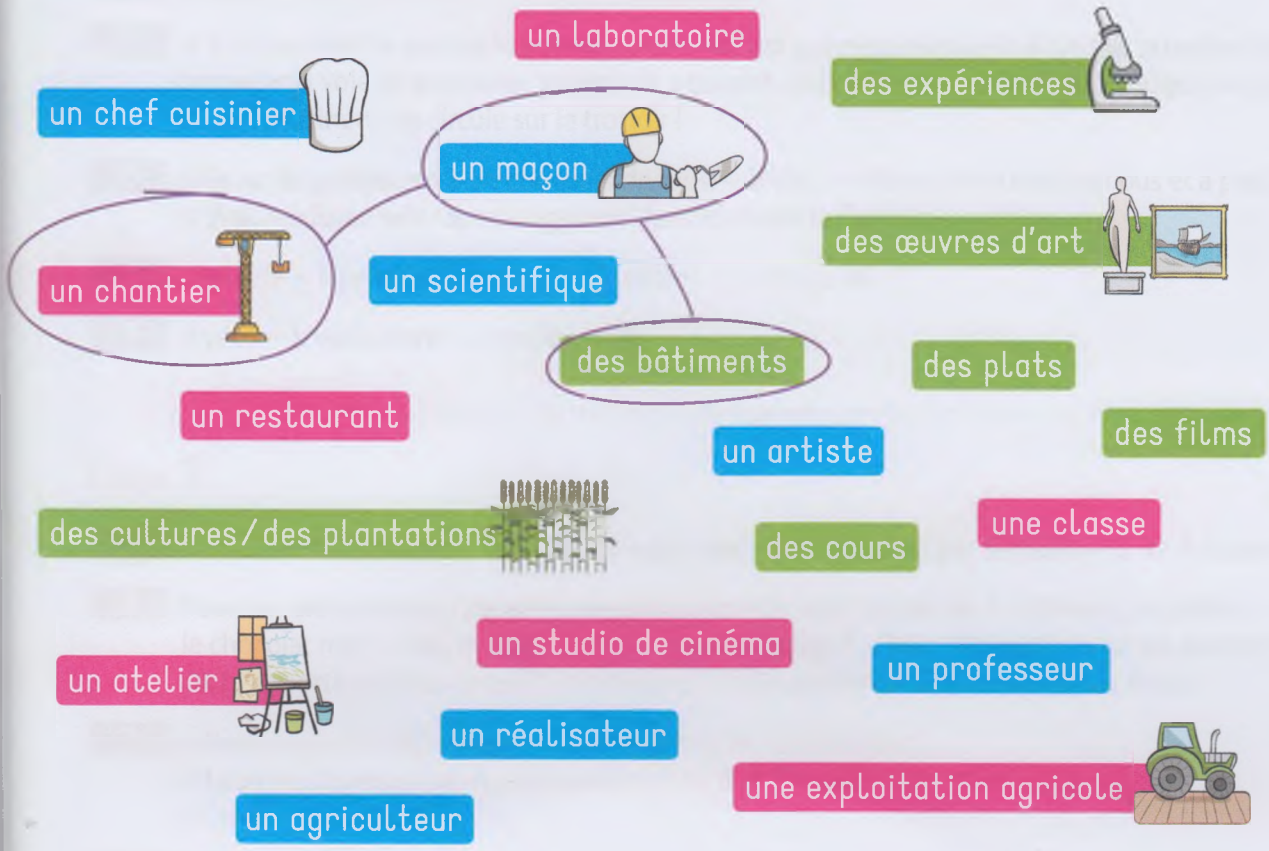 un laboratoire
des expériences
un chef cuisinier
un maçon
des œuvres d'art
un chantier
un scientifique
des bâtiments
des plats
un restaurant
des films
un artiste
une classe
des cultures/des plantations
des cours
un studio de cinéma
un professeur
un atelier
un réalisateur
une exploitation agricole
un agriculteur